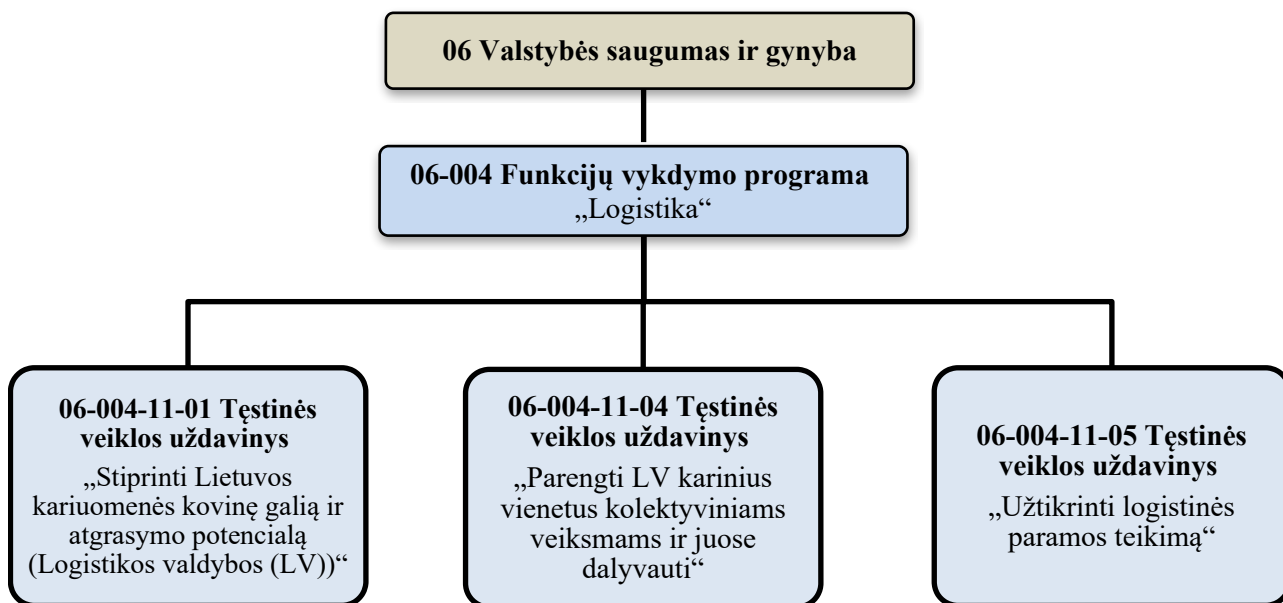 06 Valstybės saugumas ir gynyba
06-004 Funkcijų vykdymo programa
„Logistika“
06-004-11-01 Tęstinės
veiklos uždavinys
„Stiprinti Lietuvos
kariuomenės kovinę galią ir
atgrasymo potencialą
(Logistikos valdybos (LV))“
06-004-11-04 Tęstinės
veiklos uždavinys
„Parengti LV karinius
vienetus kolektyviniams
veiksmams ir juose
dalyvauti“
06-004-11-05 Tęstinės
veiklos uždavinys
„Užtikrinti logistinės
paramos teikimą“